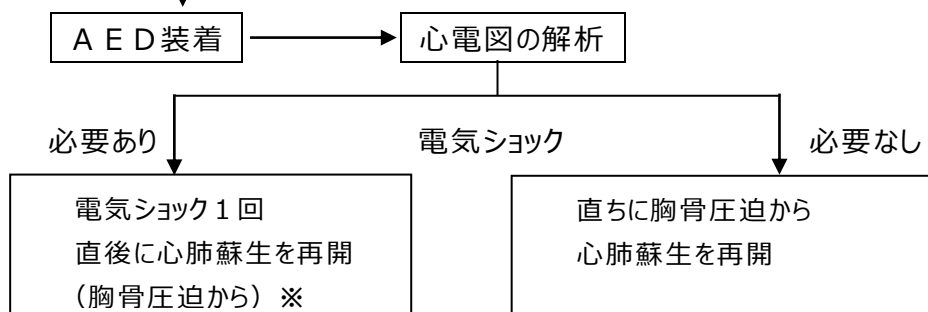 ＡＥＤ装着
心電図の解析
必要あり
電気ショック
必要なし
電気ショック１回
直後に心肺蘇生を再開
（胸骨圧迫から）※
直ちに胸骨圧迫から
心肺蘇生を再開